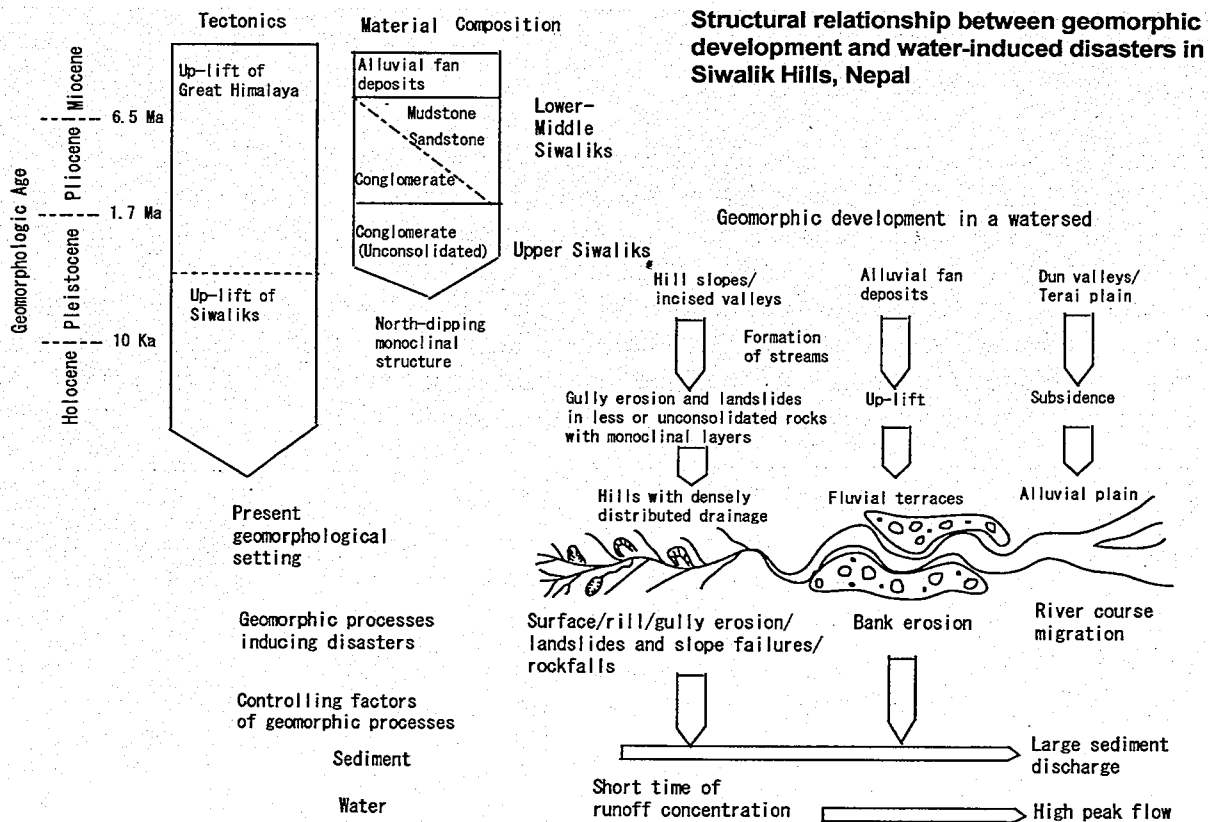 Structural relationship between geomorphic
development and water-induced disasters in
Siwalik Hills, Nepal
Tectonics
Material Composition
Geomorphologic Age
Miocene
6.5 Ma
Pliocene
1.7 Ma
Pleistocene
10 Ka
Holocene
Up-lift of
Great Himalaya
Up-lift of
Siwaliks
Alluvial fan
deposits
Mudstone
Sandstone
Conglomerate
Conglomerate
(Unconsolidated)
Lower-
Middle
Siwaliks
Upper Siwaliks
North-dipping
monoclinal
structure
Geomorphic development in a watersed
Hill slopes/
incised valleys
Alluvial fan
deposits
Dun valleys/
Terai plain
Formation
of streams
Gully erosion and landslides
in less or unconsolidated rocks
with monoclinal layers
Up-lift
Subsidence
Hills with densely
distributed drainage
Fluvial terraces
Alluvial plain
Present
geomorphological
setting
Geomorphic processes
inducing disasters
Surface/rill/gully erosion/
landslides and slope failures/
rockfalls
Bank erosion
River course
migration
Controlling factors
of geomorphic processes
Sediment
Large sediment
discharge
Water
Short time of
runoff concentration
High peak flow